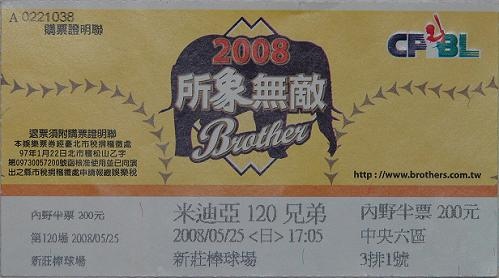 A 0221038
購票證明聯
2008
所象無敵
Brother
CPBL
退票須附購票證明聯
本娛樂票券經臺北市稅捐稽徵處
97年1月22日北市稽松山乙字
第09730057200號函核准使用並已向演
出之縣市稅捐稽徵處申請報繳娛樂稅
http://www.brothers.com.tw
內野半票 200元
第120場 2008/05/25
新莊棒球場
米迪亞 120 兄弟
2008/05/25 <日> 17:05
新莊棒球場
內野半票 200元
中央六區
3排1號